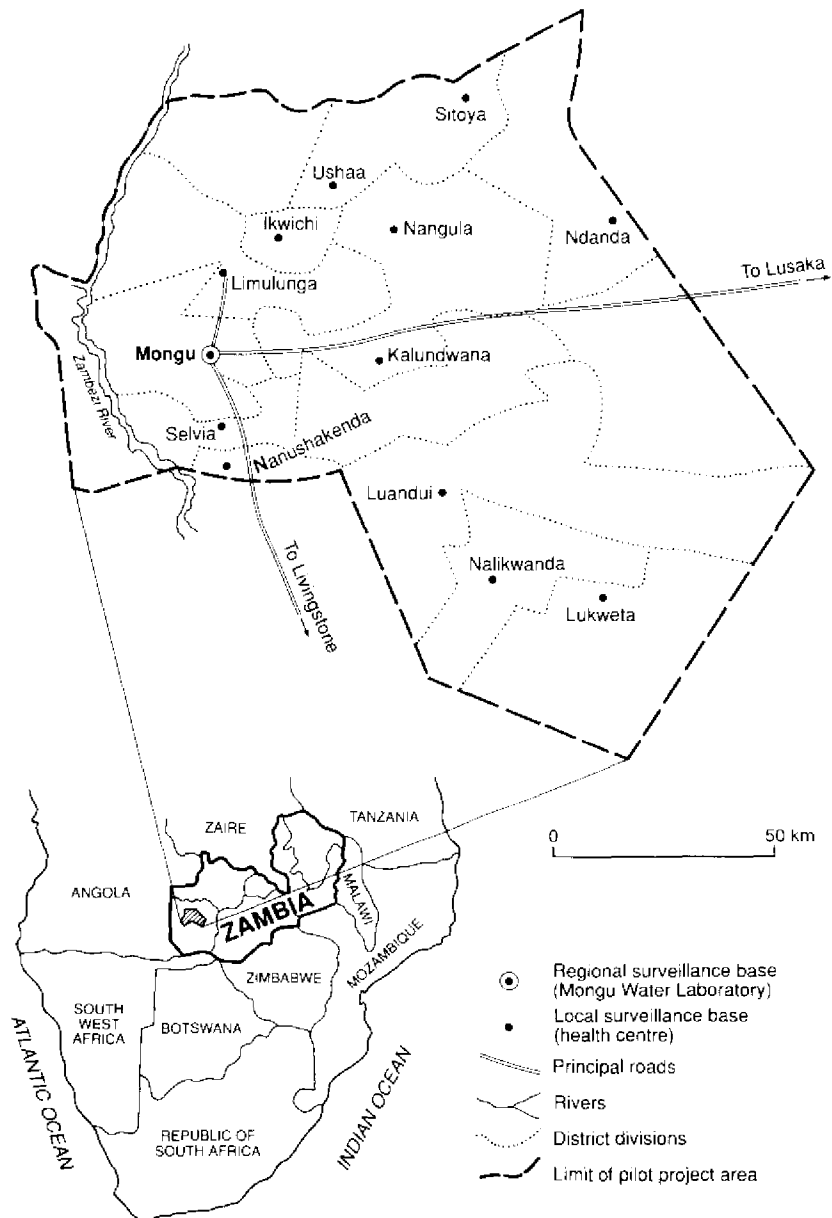 Sitoya
Ushaa
Ikwichi
Nangula
Ndanda
Limulunga
To Lusaka
Mongu
Kalundwana
Zambezi River
Selvia
Nanushakenda
Luandui
To Livingstone
Nalikwanda
Lukweta
ZAIRE
TANZANIA
0 50 km
ANGOLA
ZAMBIA
MALAWI
MOZAMBIQUE
ZIMBABWE
SOUTH
WEST
AFRICA
BOTSWANA
ATLANTIC OCEAN
INDIAN OCEAN
REPUBLIC OF
SOUTH AFRICA
Regional surveillance base
(Mongu Water Laboratory)
Local surveillance base
(health centre)
Principal roads
Rivers
District divisions
Limit of pilot project area